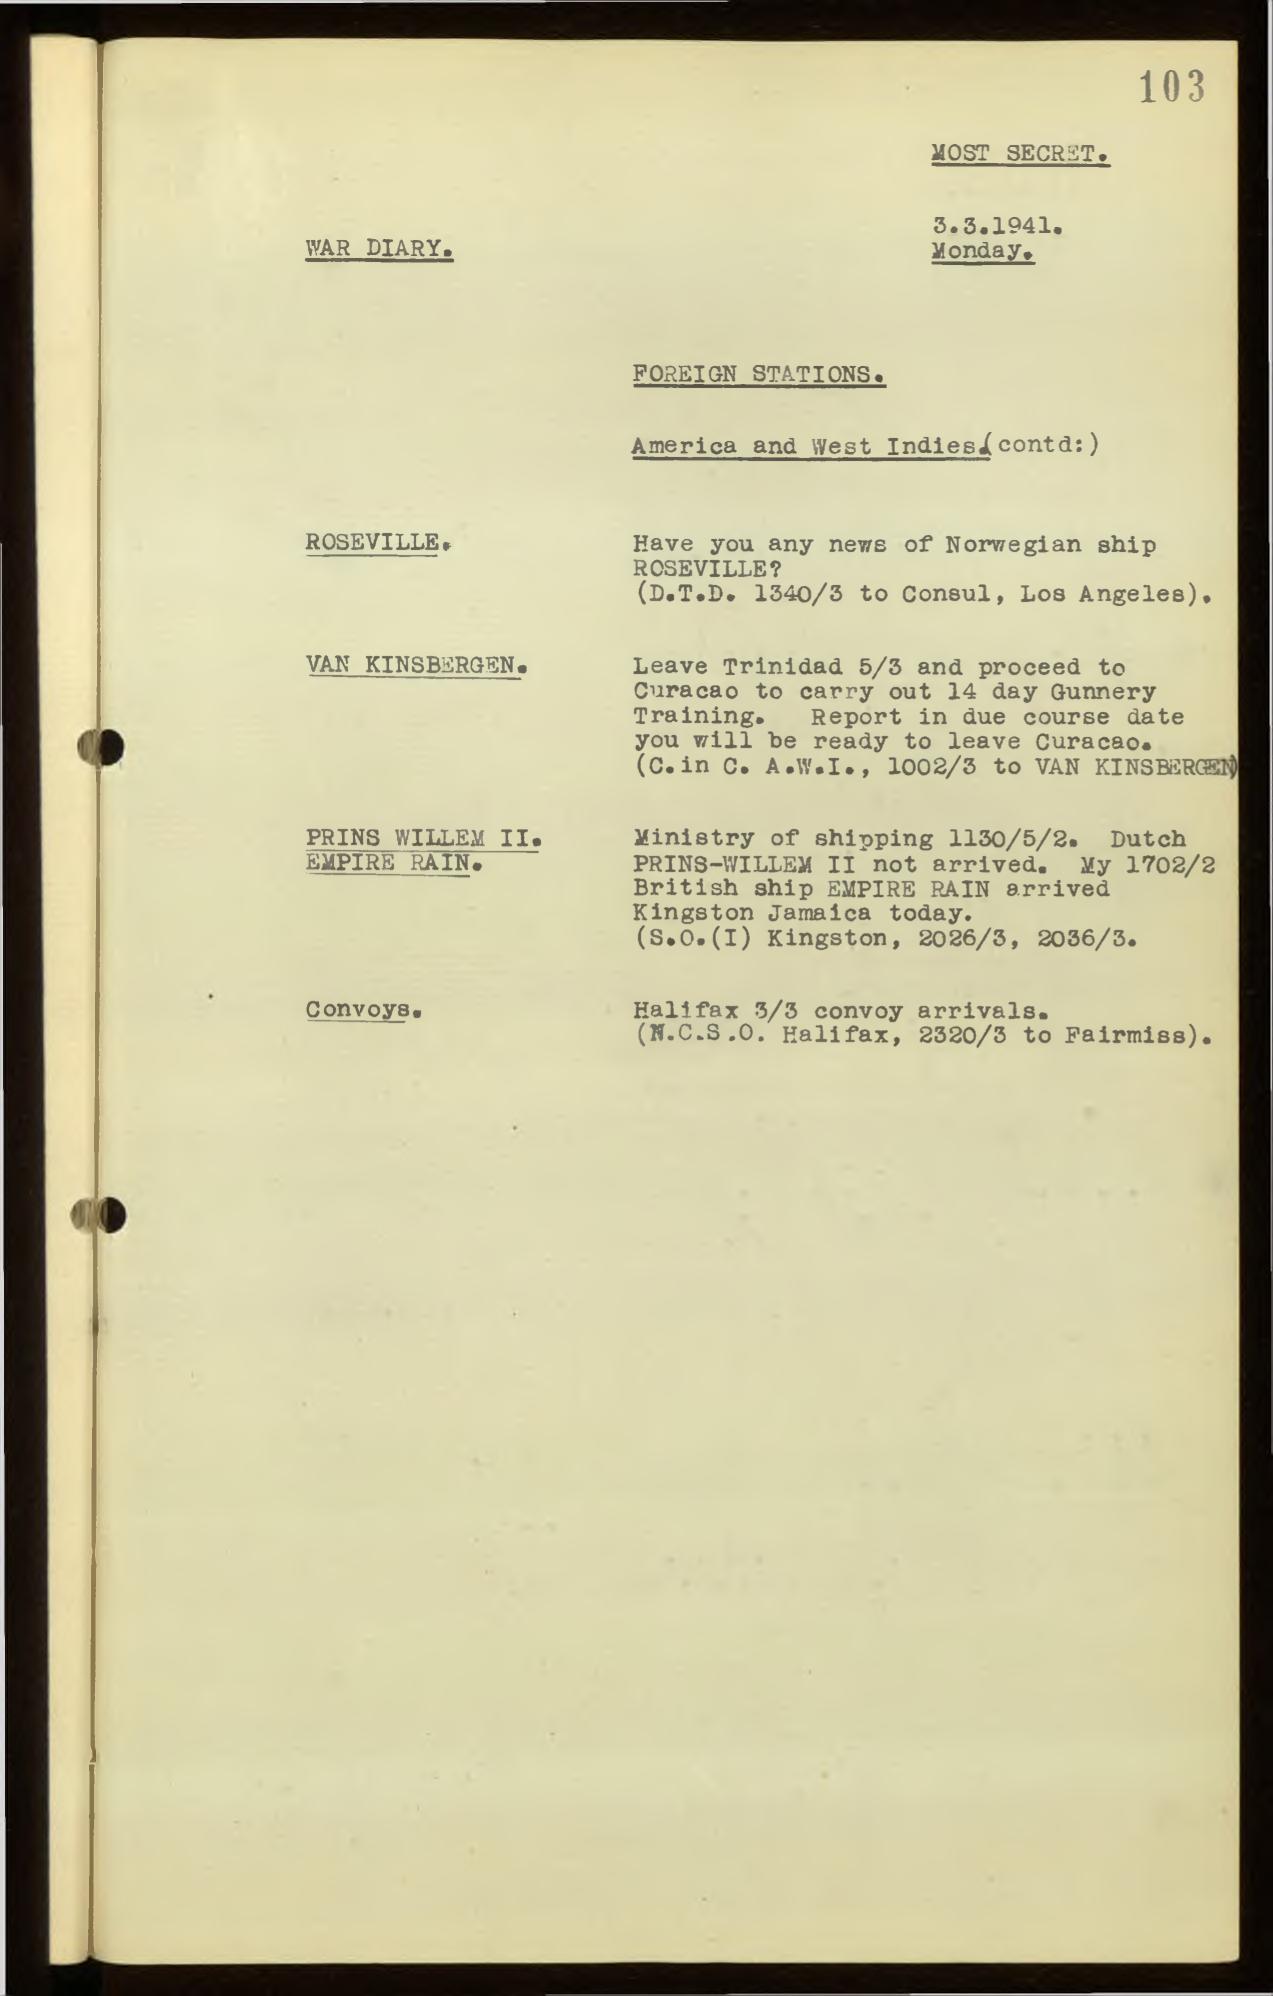 103
MOST SECRET.
3.3.1941.
WAR DIARY.
Monday.
FOREIGN STATIONS.
America and West Indies.(contd:)
ROSEVILLE.
Have you any news of Norwegian ship
ROSEVILLE?
(D.T.D. 1340/3 to Consul, Los Angeles).
VAN KINSBERGEN.
Leave Trinidad 5/3 and proceed to
Curacao to carry out 14 day Gunnery
Training. Report in due course date
you will be ready to leave Curacao.
(C.in C. A.W.I., 1002/3 to VAN KINSBERGEN)
PRINS WILLEM II.
EMPIRE RAIN.
Ministry of shipping 1130/5/2. Dutch
PRINS-WILLEM II not arrived. My 1702/2
British ship EMPIRE RAIN arrived
Kingston Jamaica today.
(S.O.(I) Kingston, 2026/3, 2036/3.
Convoys.
Halifax 3/3 convoy arrivals.
(N.C.S.O. Halifax, 2320/3 to Fairmiss).